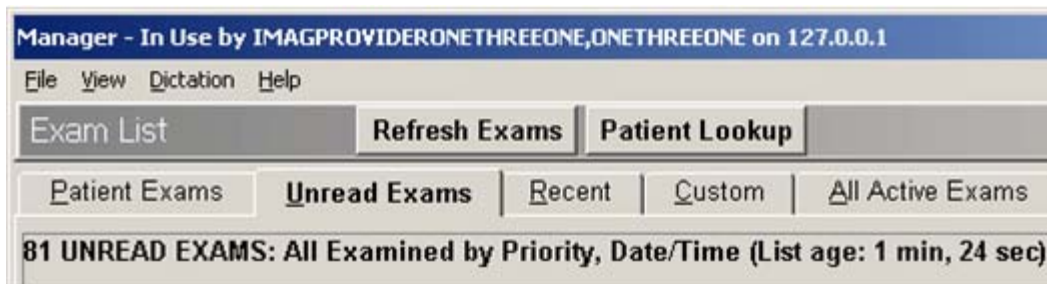 Manager - In Use by IMAGPROVIDERONETHREEONE,ONETHREEONE on 127.0.0.1
File View Dictation Help
Exam List Refresh Exams Patient Lookup
Patient Exams Unread Exams Recent Custom All Active Exams
81 UNREAD EXAMS: All Examined by Priority, Date/Time (List age: 1 min, 24 sec)